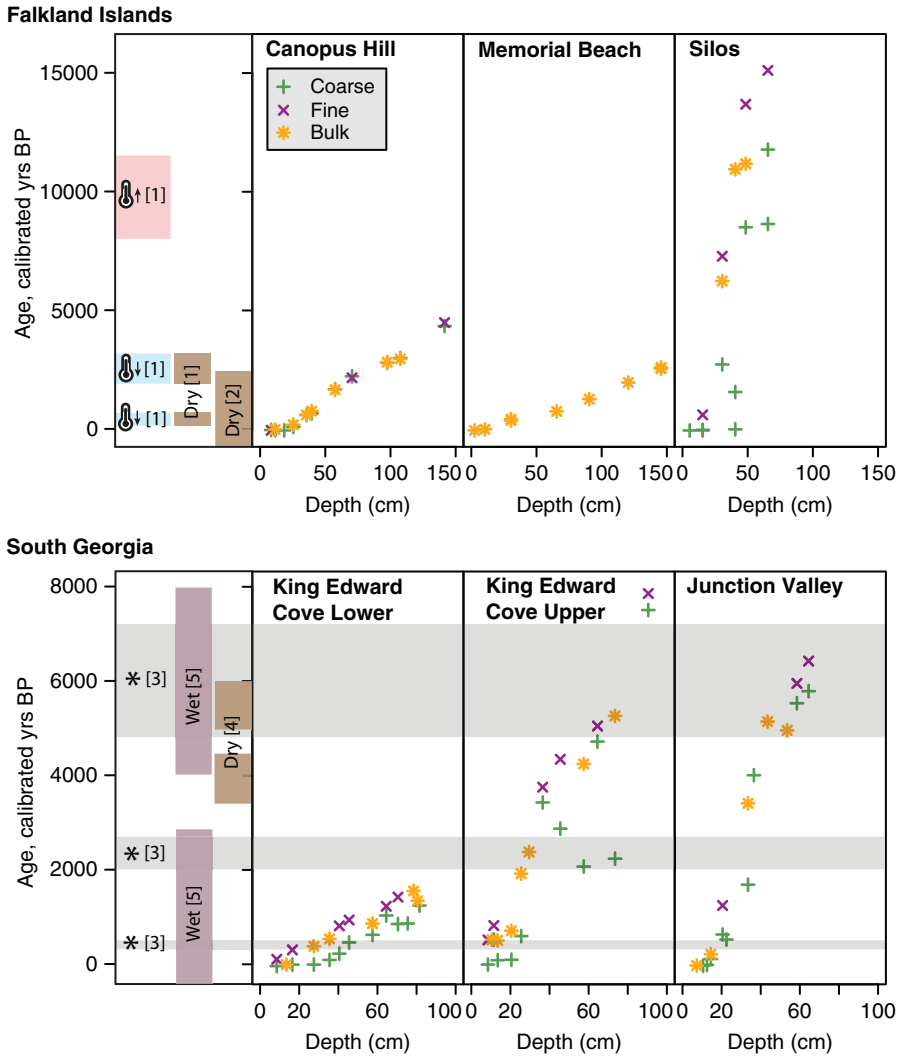 Falkland Islands
Canopus Hill
Memorial Beach
Silos
Coarse
Fine
Bulk
Age, calibrated yrs BP
15000
10000
5000
0
↑ [1]
↓ [1]
↓ [1]
Dry [1]
Dry [2]
0 50 100 150
0 50 100 150
0 50 100 150
Depth (cm)
Depth (cm)
Depth (cm)
South Georgia
King Edward
Cove Lower
King Edward
Cove Upper
Junction Valley
Age, calibrated yrs BP
8000
6000
4000
2000
0
* [3]
* [3]
* [3]
Wet [5]
Wet [5]
Dry [4]
0 20 60 100
0 20 60 100
0 20 60 100
Depth (cm)
Depth (cm)
Depth (cm)